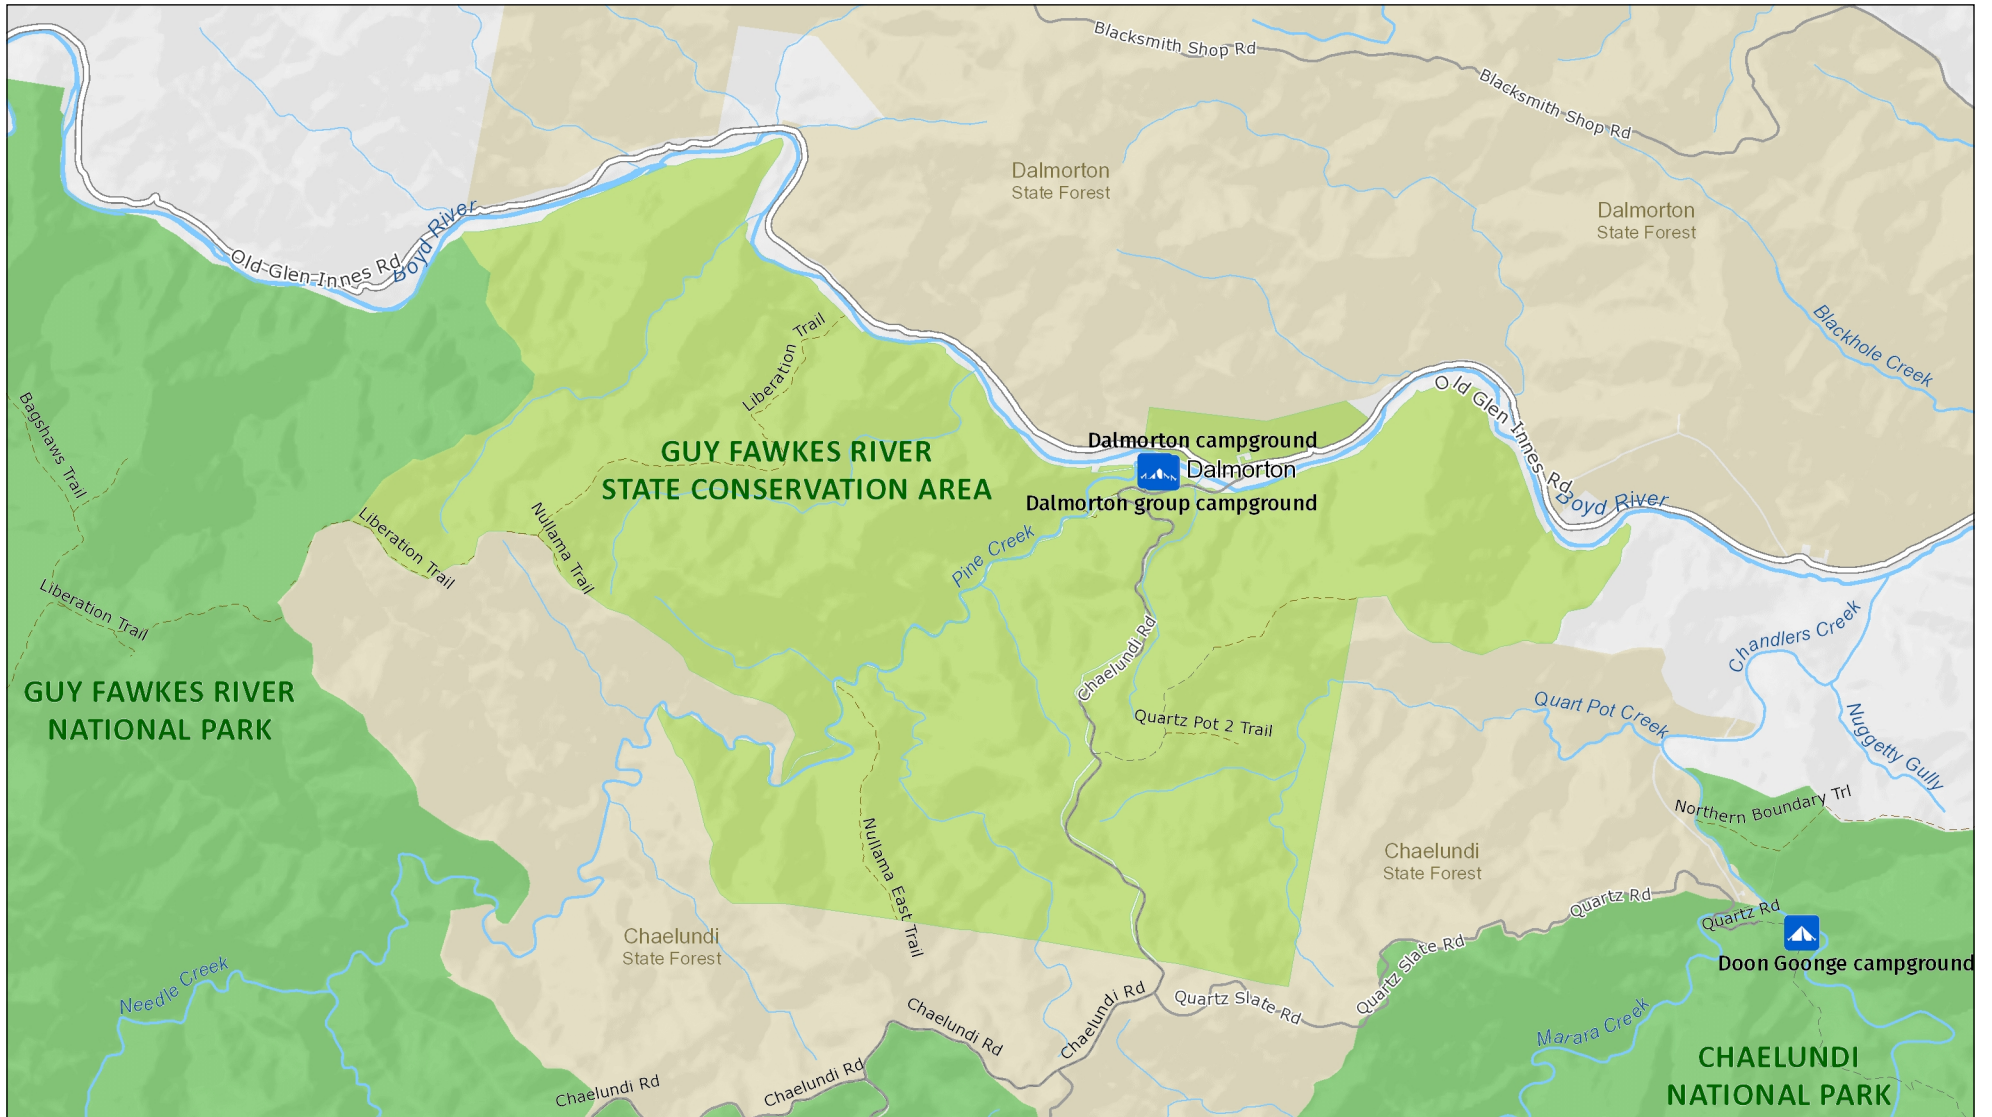 Blacksmith Shop Rd
Blacksmith Shop Rd
Dalmorton
State Forest
Dalmorton
State Forest
Boyd River
Old Glen Innes Rd
Liberation Trail
Blackhole Creek
Old Glen Innes Rd
Bagshaws Trail
GUY FAWKES RIVER
STATE CONSERVATION AREA
Dalmorton campground
Dalmorton
Dalmorton group campground
Boyd River
Liberation Trail
Nullama Trail
Pine Creek
Liberation Trail
Chaelundi Rd
Chandlers Creek
GUY FAWKES RIVER
NATIONAL PARK
Quartz Pot 2 Trail
Quart Pot Creek
Nuggetty Gully
Northern Boundary Trl
Nullama East Trail
Chaelundi
State Forest
Quartz Rd
Quartz Rd
Chaelundi
State Forest
Quartz Slate Rd
Doon Goonge campground
Needle Creek
Chaelundi Rd
Quartz Slate Rd
Chaelundi Rd
Marara Creek
CHAELUNDI
NATIONAL PARK
Chaelundi Rd
Chaelundi Rd